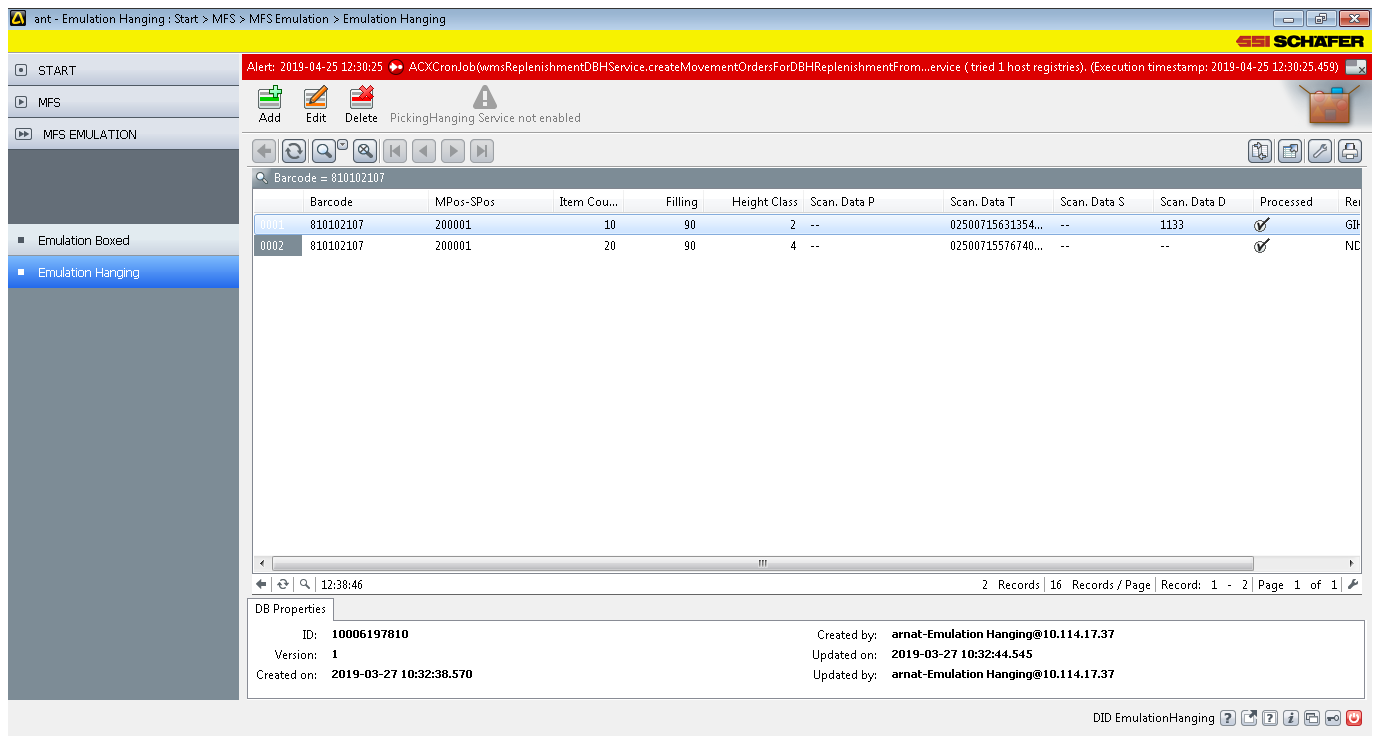 ant - Emulation Hanging : Start > MFS > MFS Emulation > Emulation Hanging
SSI SCHÄFER
START
MFS
MFS EMULATION
Emulation Boxed
Emulation Hanging
Alert: 2019-04-25 12:30:25 ACXCronJob(wmsReplenishmentDBHService.createMovementOrdersForDBHReplenishmentFrom...ervice ( tried 1 host registries). (Execution timestamp: 2019-04-25 12:30:25.459)
Add Edit Delete PickingHanging Service not enabled
Barcode = 810102107
Barcode MPos-SPos Item Cou... Filling Height Class Scan. Data P Scan. Data T Scan. Data S Scan. Data D Processed Rei
0001 810102107 200001 10 90 2 -- 02500715631354... -- 1133 GIH
0002 810102107 200001 20 90 4 -- 02500715576740... -- -- ND
12:38:46 2 Records 16 Records / Page Record: 1 - 2 Page 1 of 1
DB Properties
ID: 10006197810 Created by: arnat-Emulation Hanging@10.114.17.37
Version: 1 Updated on: 2019-03-27 10:32:44.545
Created on: 2019-03-27 10:32:38.570 Updated by: arnat-Emulation Hanging@10.114.17.37
DID EmulationHanging